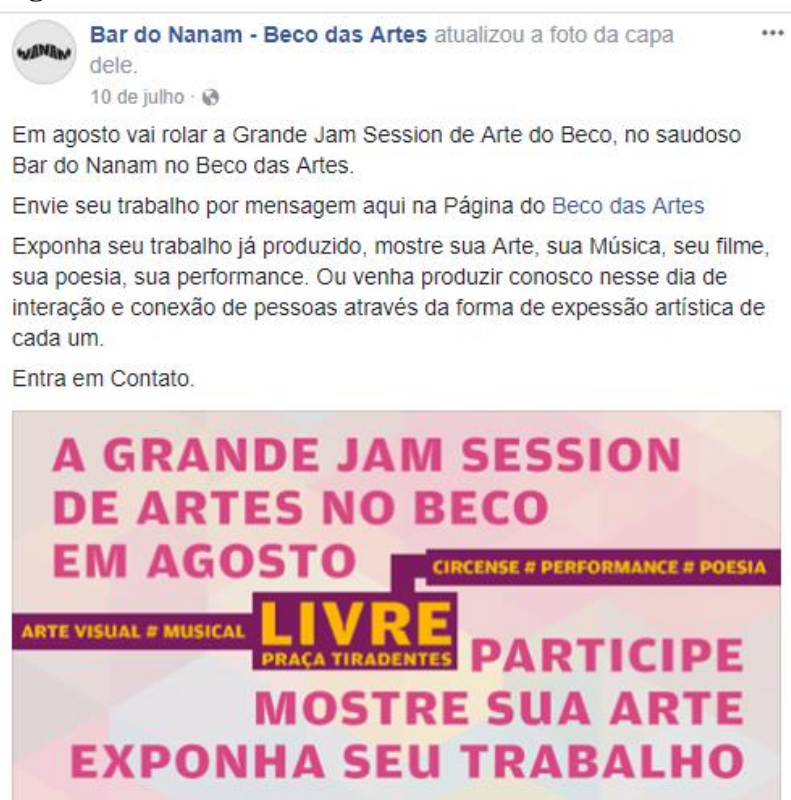 NANAM
Bar do Nanam - Beco das Artes atualizou a foto da capa
dele.
10 de julho ·
Em agosto vai rolar a Grande Jam Session de Arte do Beco, no saudoso
Bar do Nanam no Beco das Artes.
Envie seu trabalho por mensagem aqui na Página do Beco das Artes
Exponha seu trabalho já produzido, mostre sua Arte, sua Música, seu filme,
sua poesia, sua performance. Ou venha produzir conosco nesse dia de
interação e conexão de pessoas através da forma de expessão artística de
cada um.
Entra em Contato.
A GRANDE JAM SESSION
DE ARTES NO BECO
EM AGOSTO
CIRCENSE # PERFORMANCE # POESIA
ARTE VISUAL # MUSICAL
LIVRE
PRAÇA TIRADENTES
PARTICIPE
MOSTRE SUA ARTE
EXPONHA SEU TRABALHO